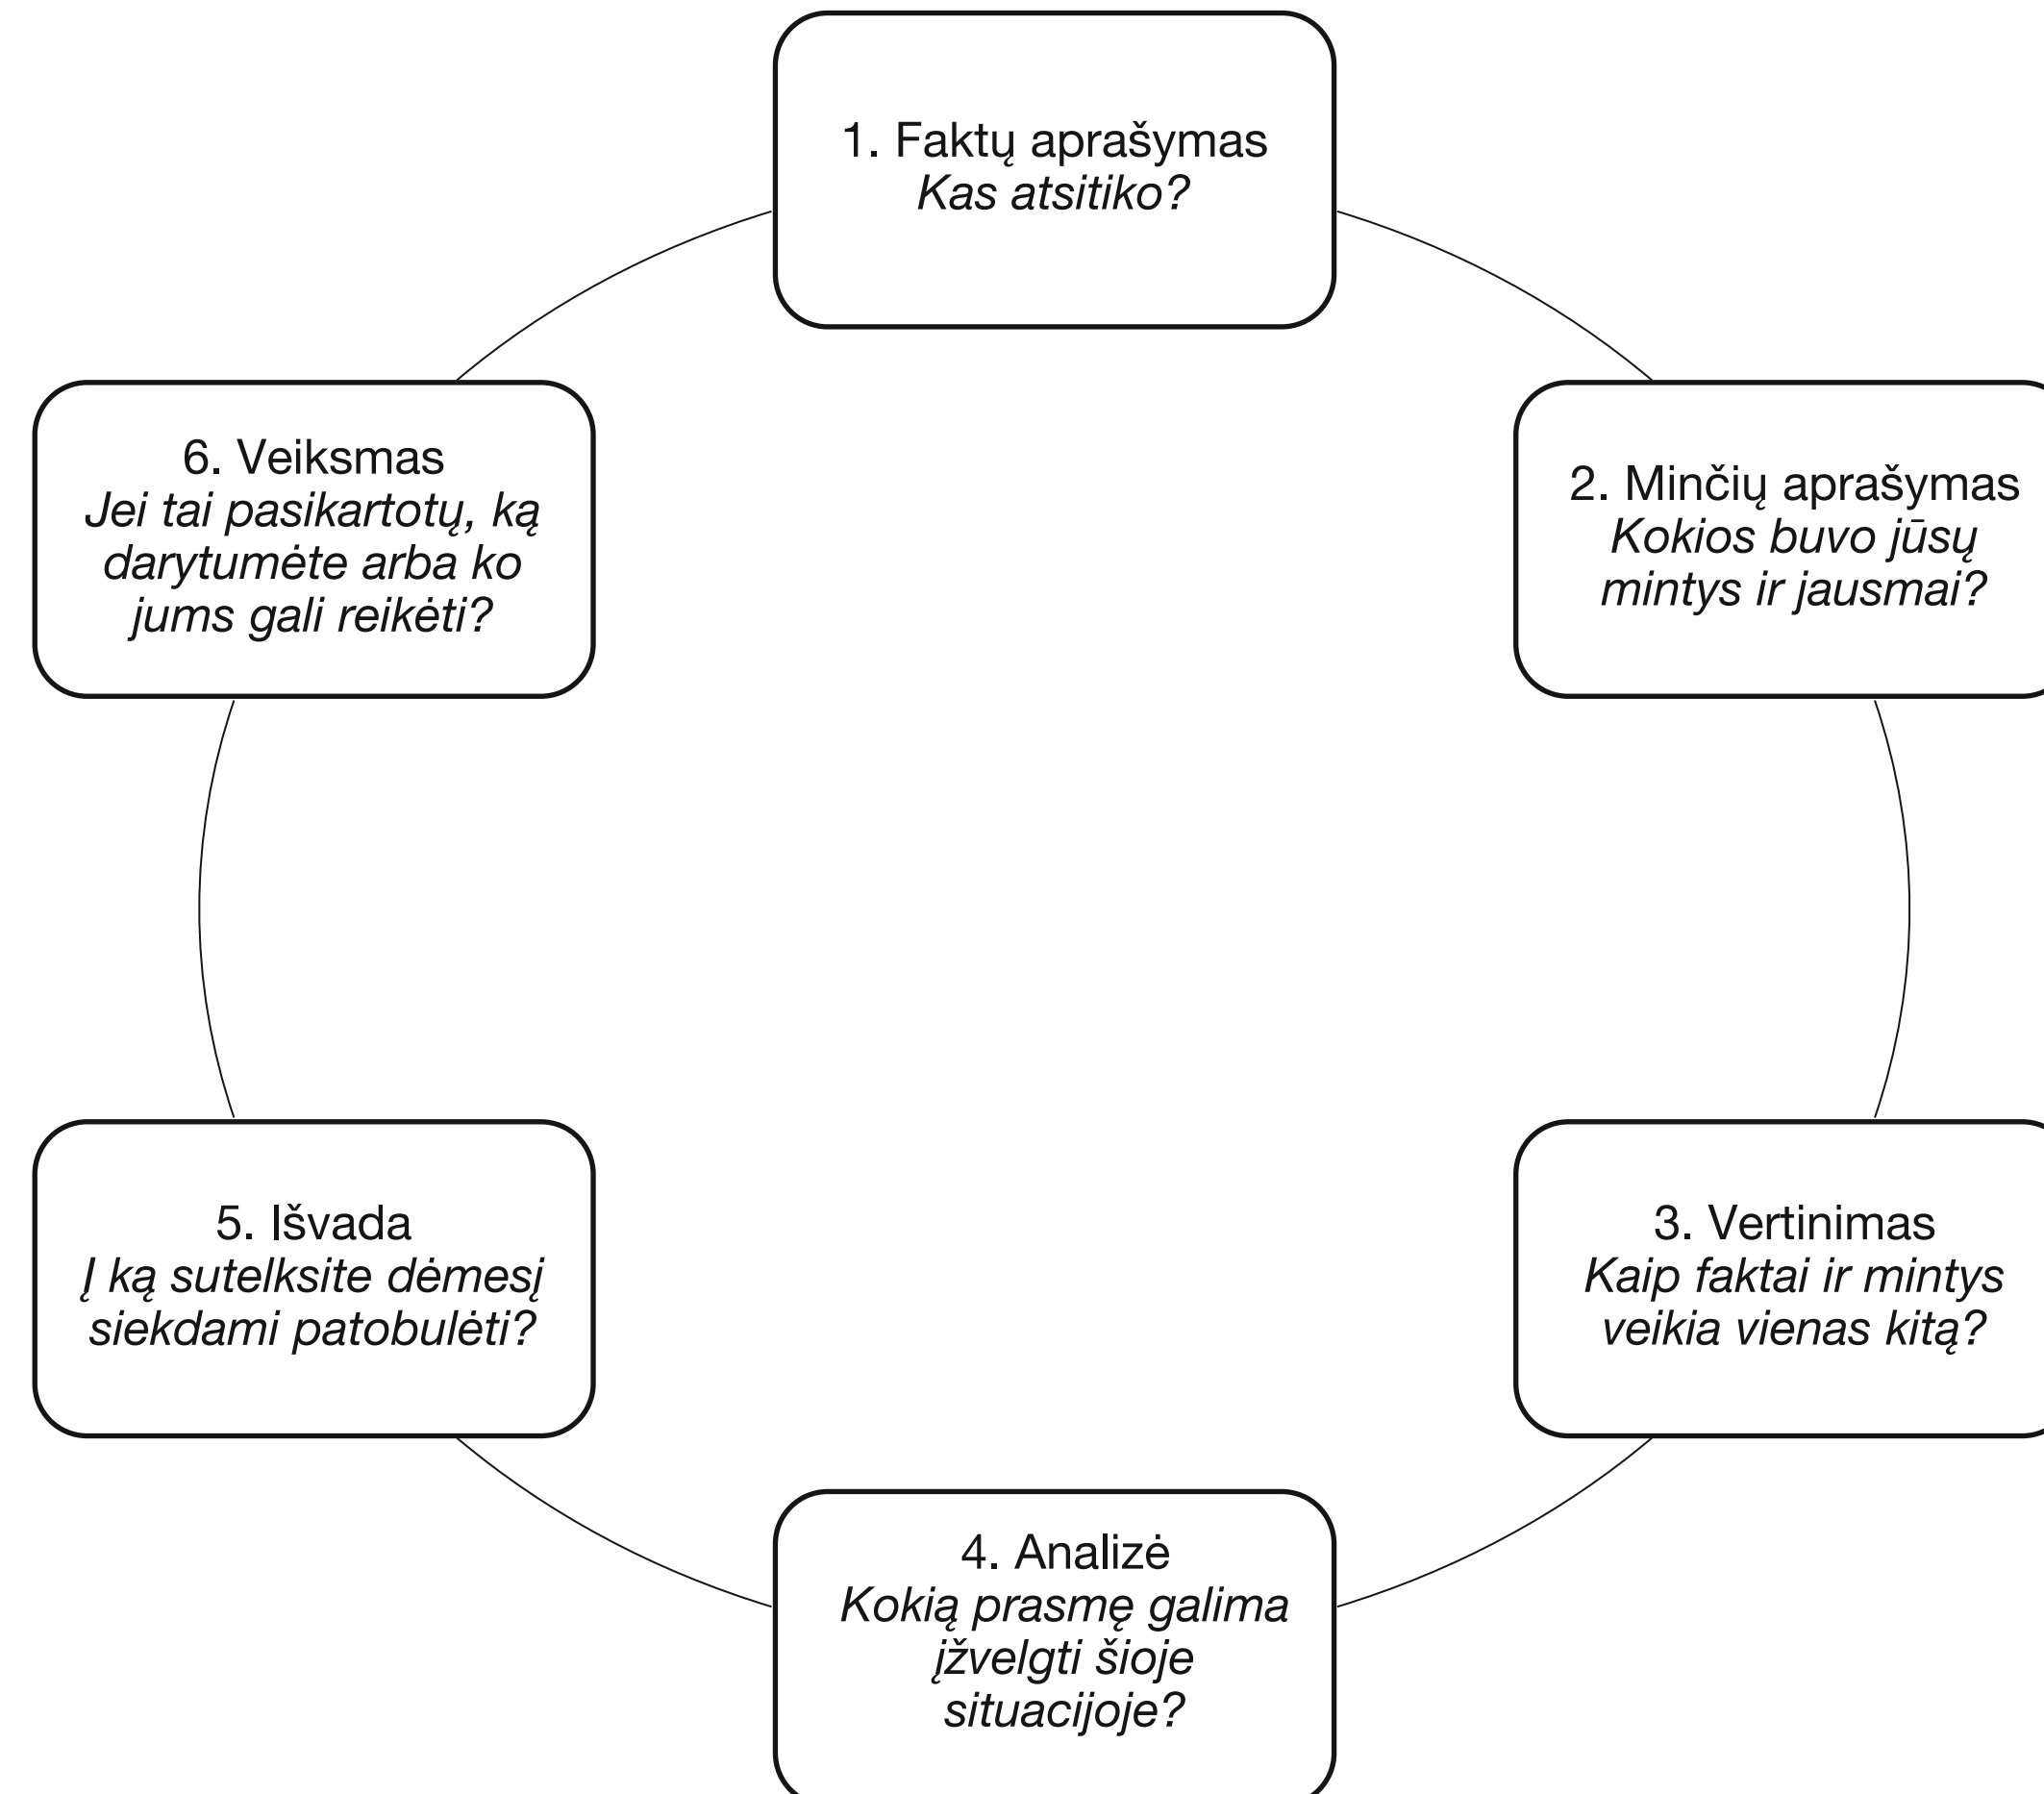 1. Faktų aprašymas
Kas atsitiko?
2. Minčių aprašymas
Kokios buvo jūsų
mintys ir jausmai?
3. Vertinimas
Kaip faktai ir mintys
veikia vienas kitą?
4. Analizė
Kokią prasmę galima
įžvelgti šioje
situacijoje?
5. Išvada
Į ką sutelksite dėmesį
siekdami patobulėti?
6. Veiksmas
Jei tai pasikartotų, ką
darytumėte arba ko
jums gali reikėti?